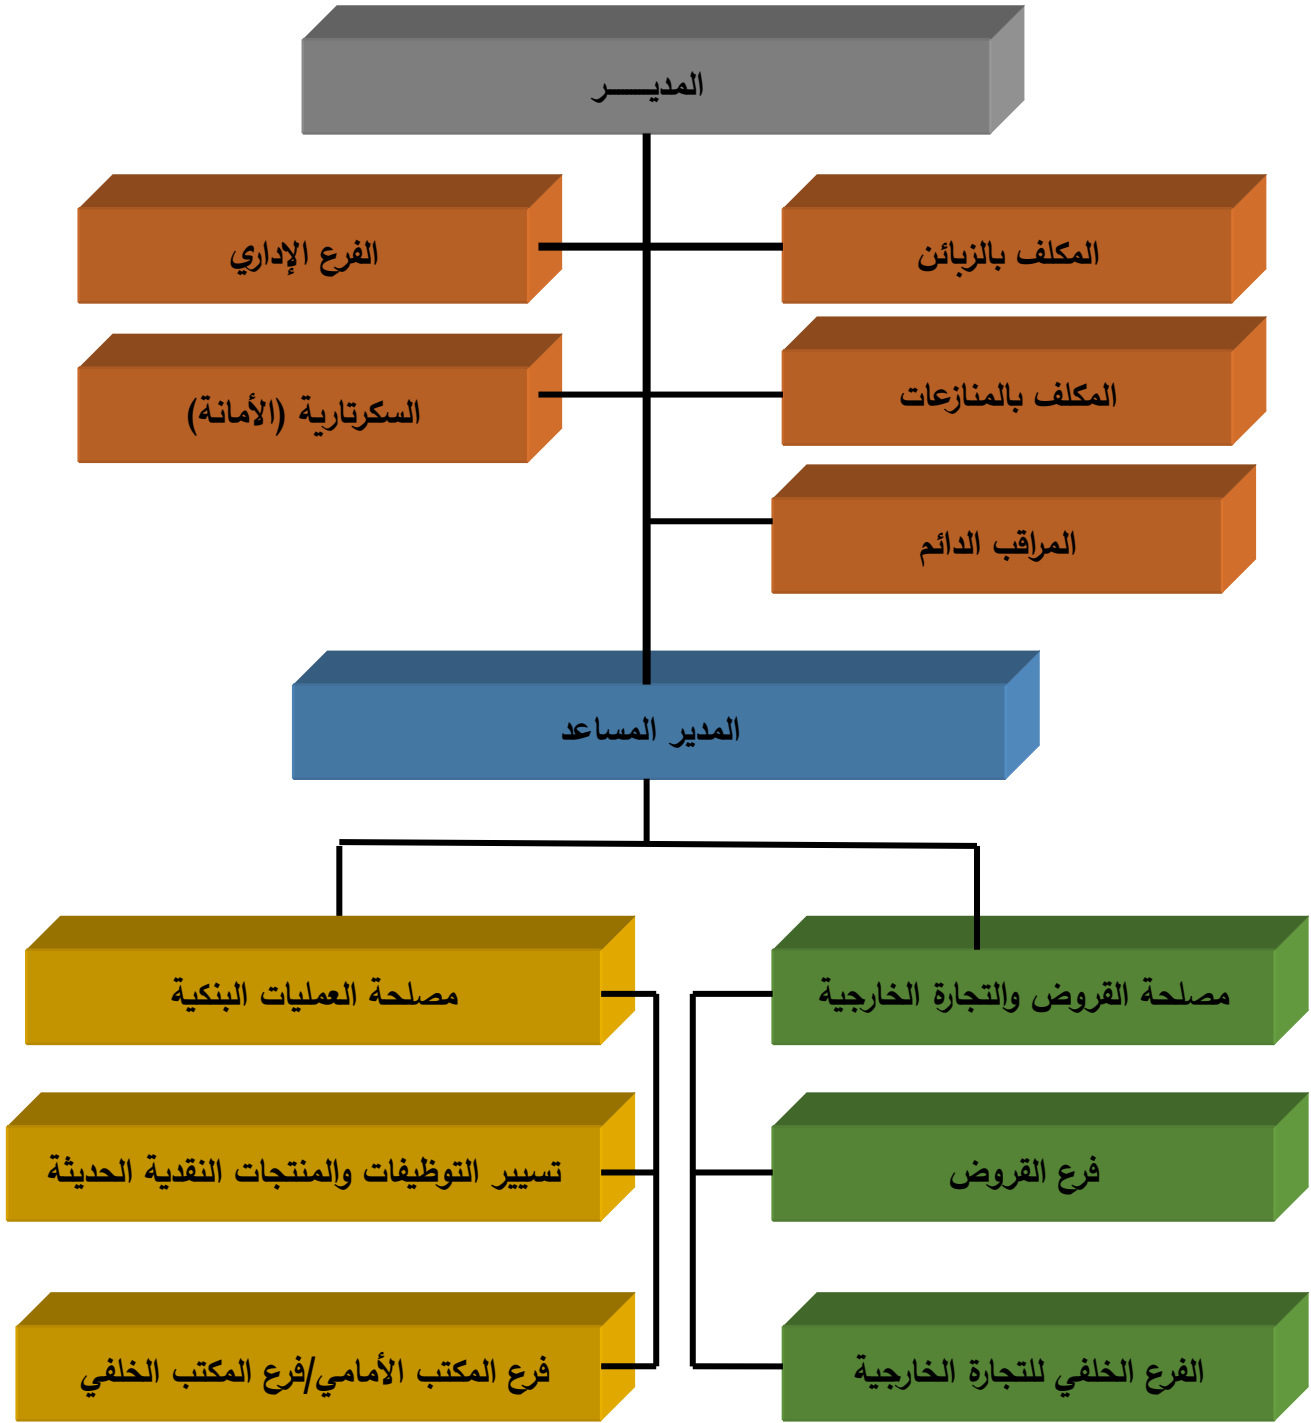 المديــــــر
المكلف بالزبائن
الفرع الإداري
المكلف بالمنازعات
السكرتارية (الأمانة)
المراقب الدائم
المدير المساعد
مصلحة القروض والتجارة الخارجية
مصلحة العمليات البنكية
فرع القروض
تسيير التوظيفات والمنتجات النقدية الحديثة
الفرع الخلفي للتجارة الخارجية
فرع المكتب الأمامي/فرع المكتب الخلفي